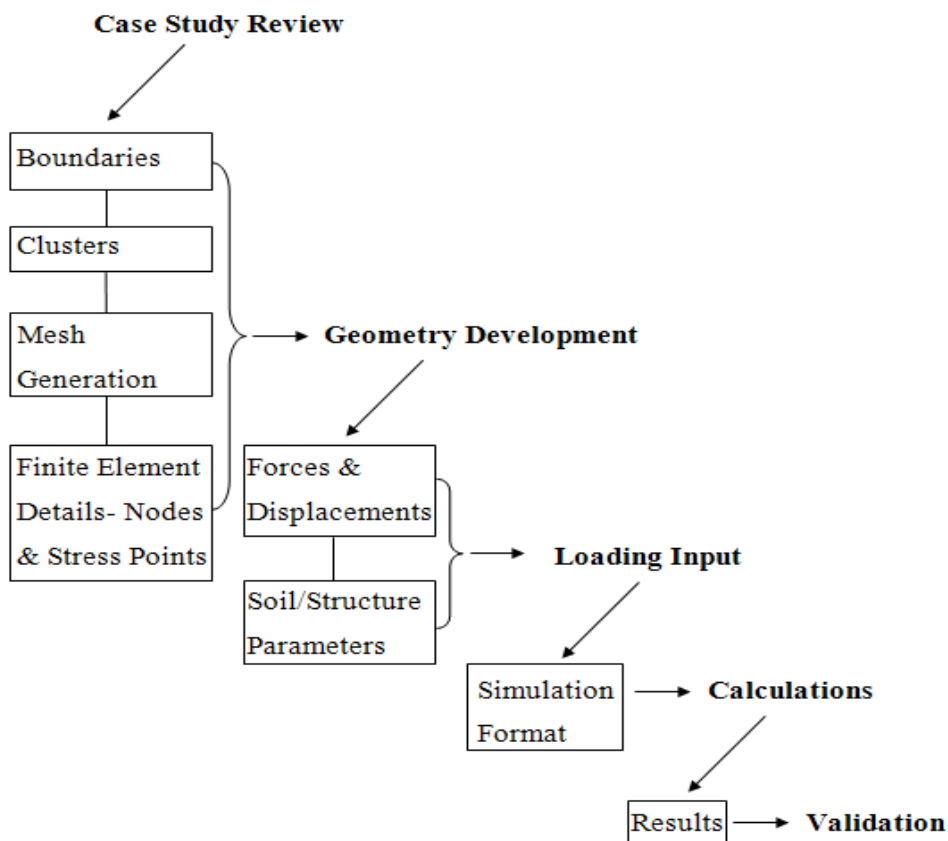 Case Study Review
Boundaries
Clusters
Mesh
Generation
Geometry Development
Finite Element
Details- Nodes
& Stress Points
Forces &
Displacements
Loading Input
Soil/Structure
Parameters
Simulation
Format
Calculations
Results
Validation